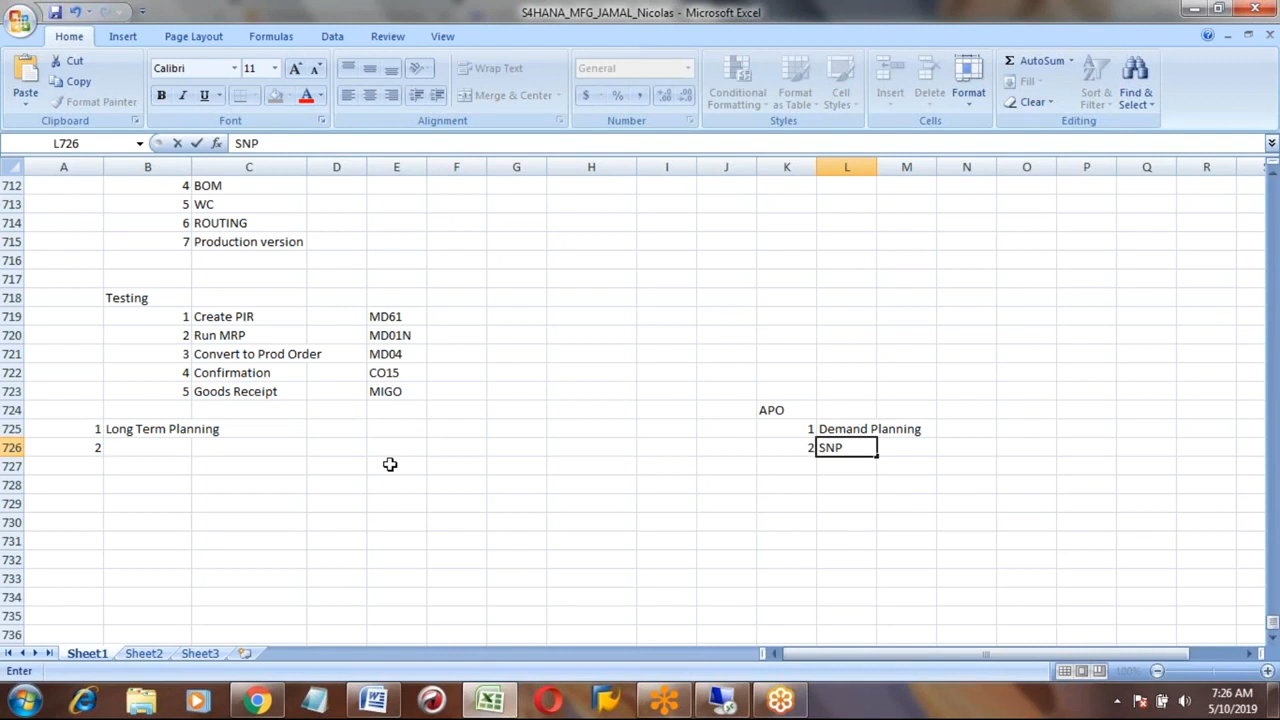 S4HANA_MFG_JAMAL_Nicolas - Microsoft Excel
Home Insert Page Layout Formulas Data Review View
Paste Cut Copy Format Painter Clipboard
Calibri 11 B I U A Font
Wrap Text Merge & Center Alignment
General $ % , Number
Conditional Formatting Format as Table Cell Styles Styles
Insert Delete Format Cells
Σ AutoSum Fill Clear Sort & Filter Find & Select Editing
L726 fx SNP
A B C D E F G H I J K L M N O P Q R
712 4 BOM
713 5 WC
714 6 ROUTING
715 7 Production version
716
717
718 Testing
719 1 Create PIR MD61
720 2 Run MRP MD01N
721 3 Convert to Prod Order MD04
722 4 Confirmation CO15
723 5 Goods Receipt MIGO
724 APO
725 1 Long Term Planning 1 Demand Planning
726 2 2 SNP
727
728
729
730
731
732
733
734
735
736
Sheet1 Sheet2 Sheet3
Enter 100%
7:26 AM
5/10/2019